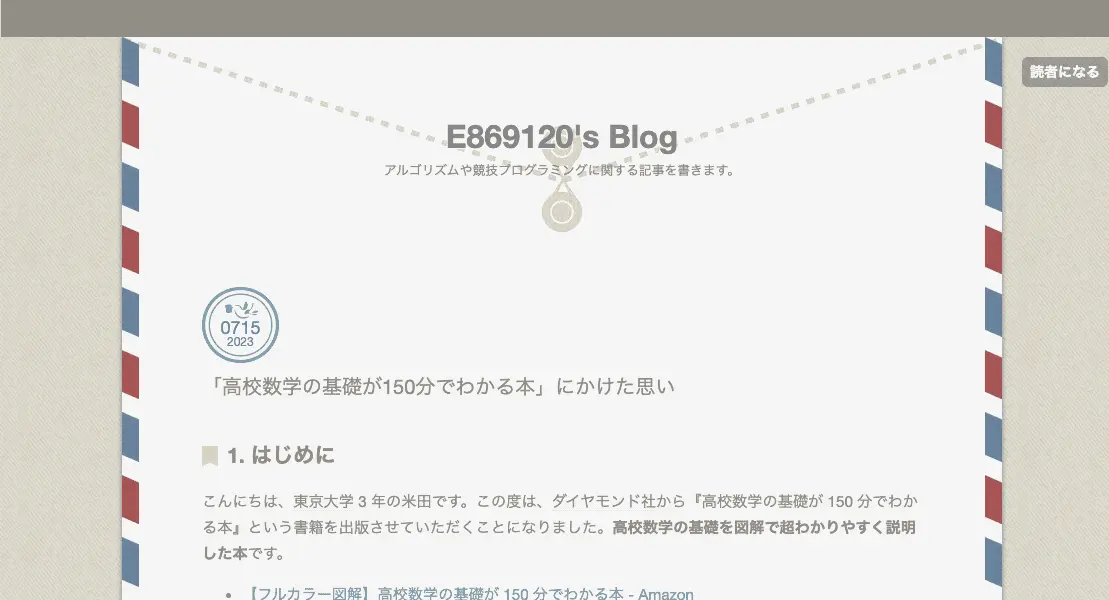 読者になる
E869120's Blog
アルゴリズムや競技プログラミングに関する記事を書きます。
0715
2023
「高校数学の基礎が150分でわかる本」にかけた思い
1. はじめに
こんにちは、東京大学 3 年の米田です。この度は、ダイヤモンド社から『高校数学の基礎が 150 分でわか
る本』という書籍を出版させていただくことになりました。高校数学の基礎を図解で超わかりやすく説明
した本です。
【フルカラー図解】高校数学の基礎が 150 分でわかる本 - Amazon